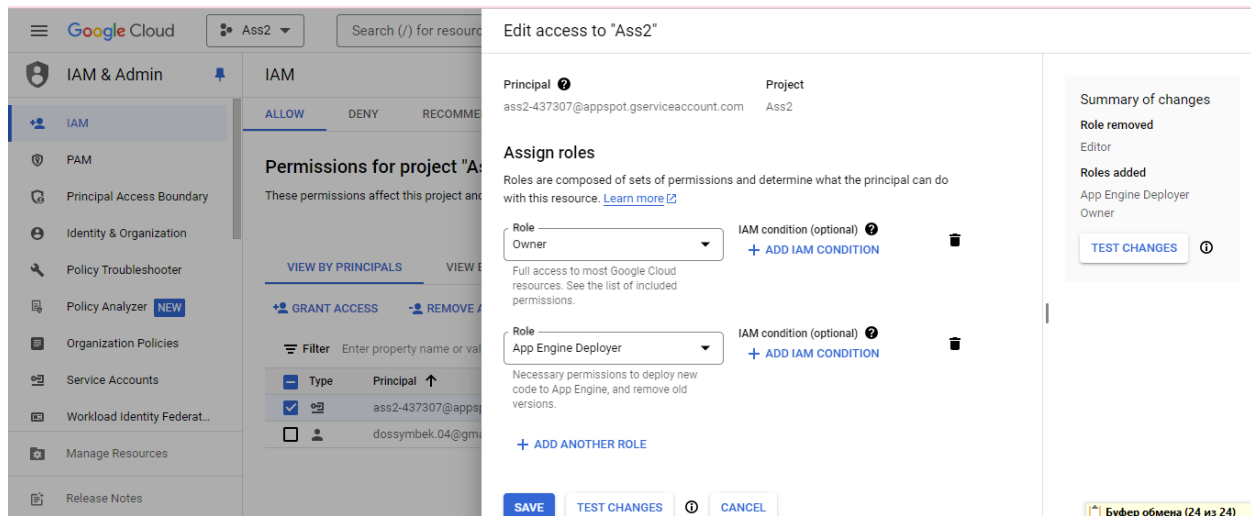 Google Cloud
Ass2
Search (/) for resourc
IAM & Admin
IAM
PAM
Principal Access Boundary
Identity & Organization
Policy Troubleshooter
Policy Analyzer NEW
Organization Policies
Service Accounts
Workload Identity Federat...
Manage Resources
Release Notes
IAM
ALLOW DENY RECOMME
Permissions for project "A
These permissions affect this project and
VIEW BY PRINCIPALS VIEW E
GRANT ACCESS REMOVE A
Filter Enter property name or val
Type Principal
ass2-437307@apps
dossymbek.04@gma
Edit access to "Ass2"
Principal Project
ass2-437307@appspot.gserviceaccount.com Ass2
Assign roles
Roles are composed of sets of permissions and determine what the principal can do
with this resource. Learn more
Role
Owner
IAM condition (optional)
+ ADD IAM CONDITION
Full access to most Google Cloud
resources. See the list of included
permissions.
Role
App Engine Deployer
IAM condition (optional)
+ ADD IAM CONDITION
Necessary permissions to deploy new
code to App Engine, and remove old
versions.
+ ADD ANOTHER ROLE
SAVE TEST CHANGES CANCEL
Summary of changes
Role removed
Editor
Roles added
App Engine Deployer
Owner
TEST CHANGES
Буфер обмена (24 из 24)